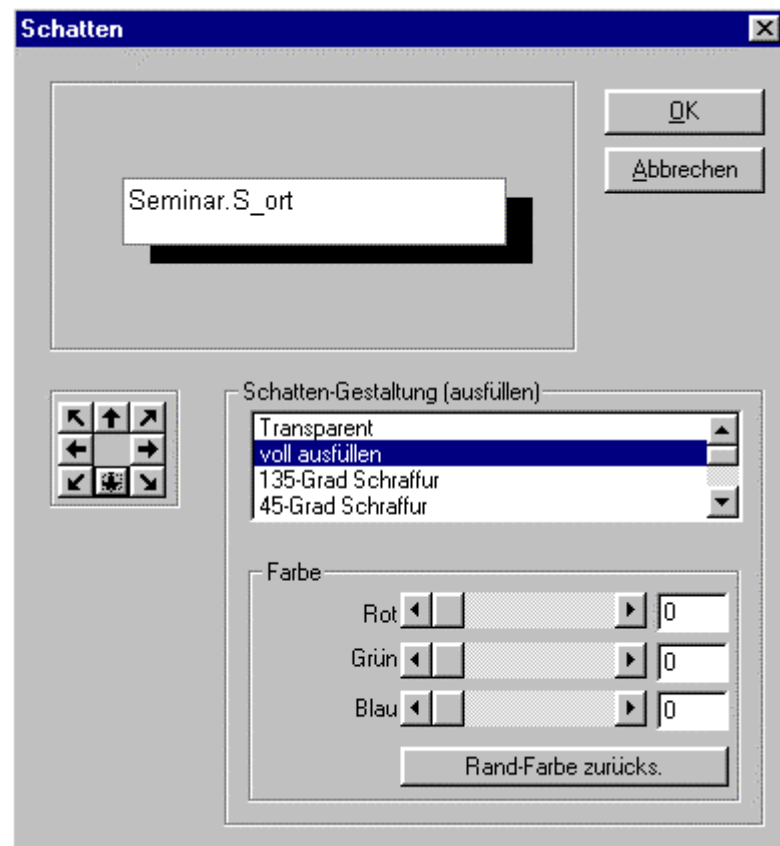 Schatten
OK
Abbrechen
Seminar.S_ort
Schatten-Gestaltung (ausfüllen)
Transparent
voll ausfüllen
135-Grad Schraffur
45-Grad Schraffur
Farbe
Rot 0
Grün 0
Blau 0
Rand-Farbe zurücks.